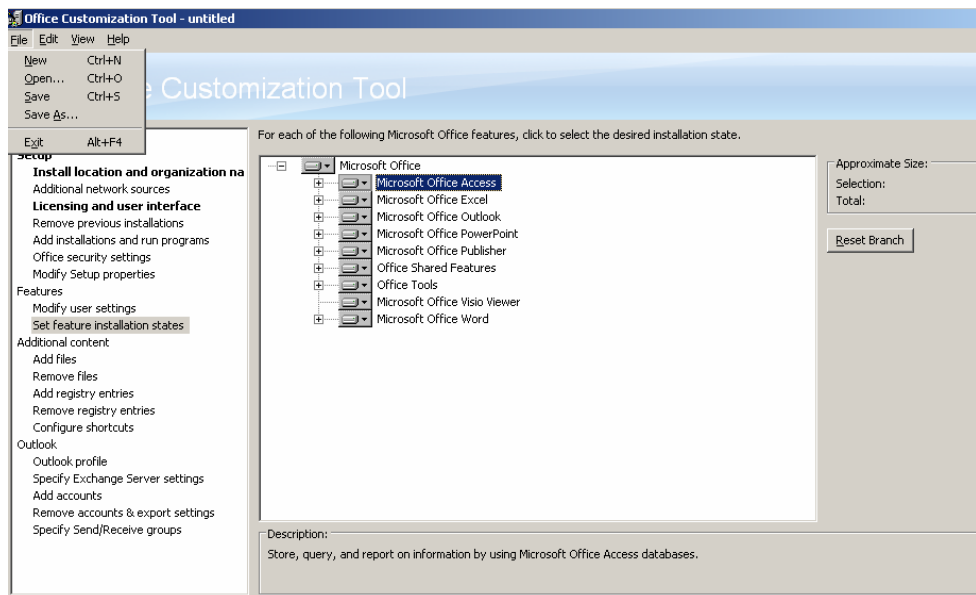 Office Customization Tool - untitled
File Edit View Help
New Ctrl+N
Open... Ctrl+O
Save Ctrl+S
Save As...
Exit Alt+F4
Customization Tool
For each of the following Microsoft Office features, click to select the desired installation state.
Setup
Install location and organization na
Additional network sources
Licensing and user interface
Remove previous installations
Add installations and run programs
Office security settings
Modify Setup properties
Features
Modify user settings
Set feature installation states
Additional content
Add files
Remove files
Add registry entries
Remove registry entries
Configure shortcuts
Outlook
Outlook profile
Specify Exchange Server settings
Add accounts
Remove accounts & export settings
Specify Send/Receive groups
Microsoft Office
Microsoft Office Access
Microsoft Office Excel
Microsoft Office Outlook
Microsoft Office PowerPoint
Microsoft Office Publisher
Office Shared Features
Office Tools
Microsoft Office Visio Viewer
Microsoft Office Word
Approximate Size:
Selection:
Total:
Reset Branch
Description:
Store, query, and report on information by using Microsoft Office Access databases.